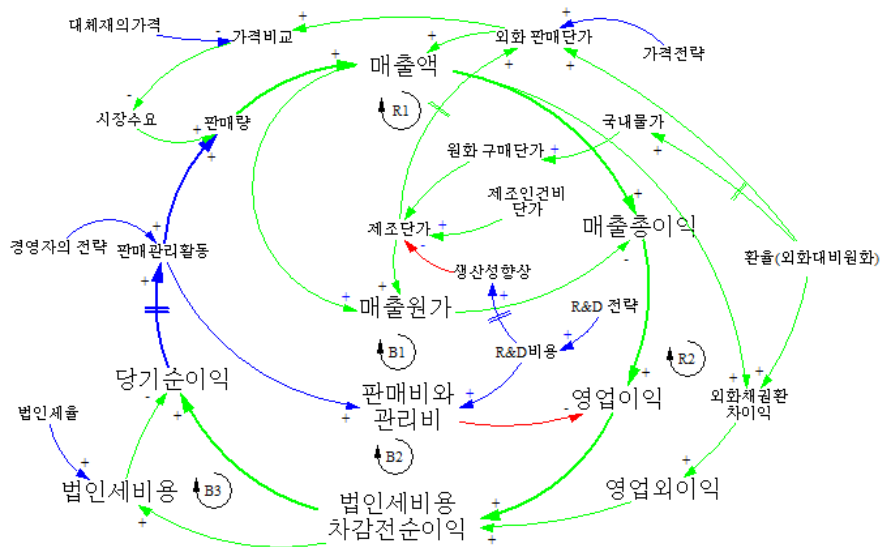 대체재의가격
가격비교
외화 판매단가
가격전략
매출액
R1
시장수요
판매량
국내물가
원화 구매단가
제조인건비
단가
제조단가
매출총이익
경영자의 전략
판매관리활동
환율(외화대비원화)
생산성향상
매출원가
R&D 전략
B1
R&D비용
R2
당기순이익
판매비와
관리비
영업이익
외화채권환
차이익
법인세율
B2
법인세비용
B3
법인세비용
차감전순이익
영업외이익